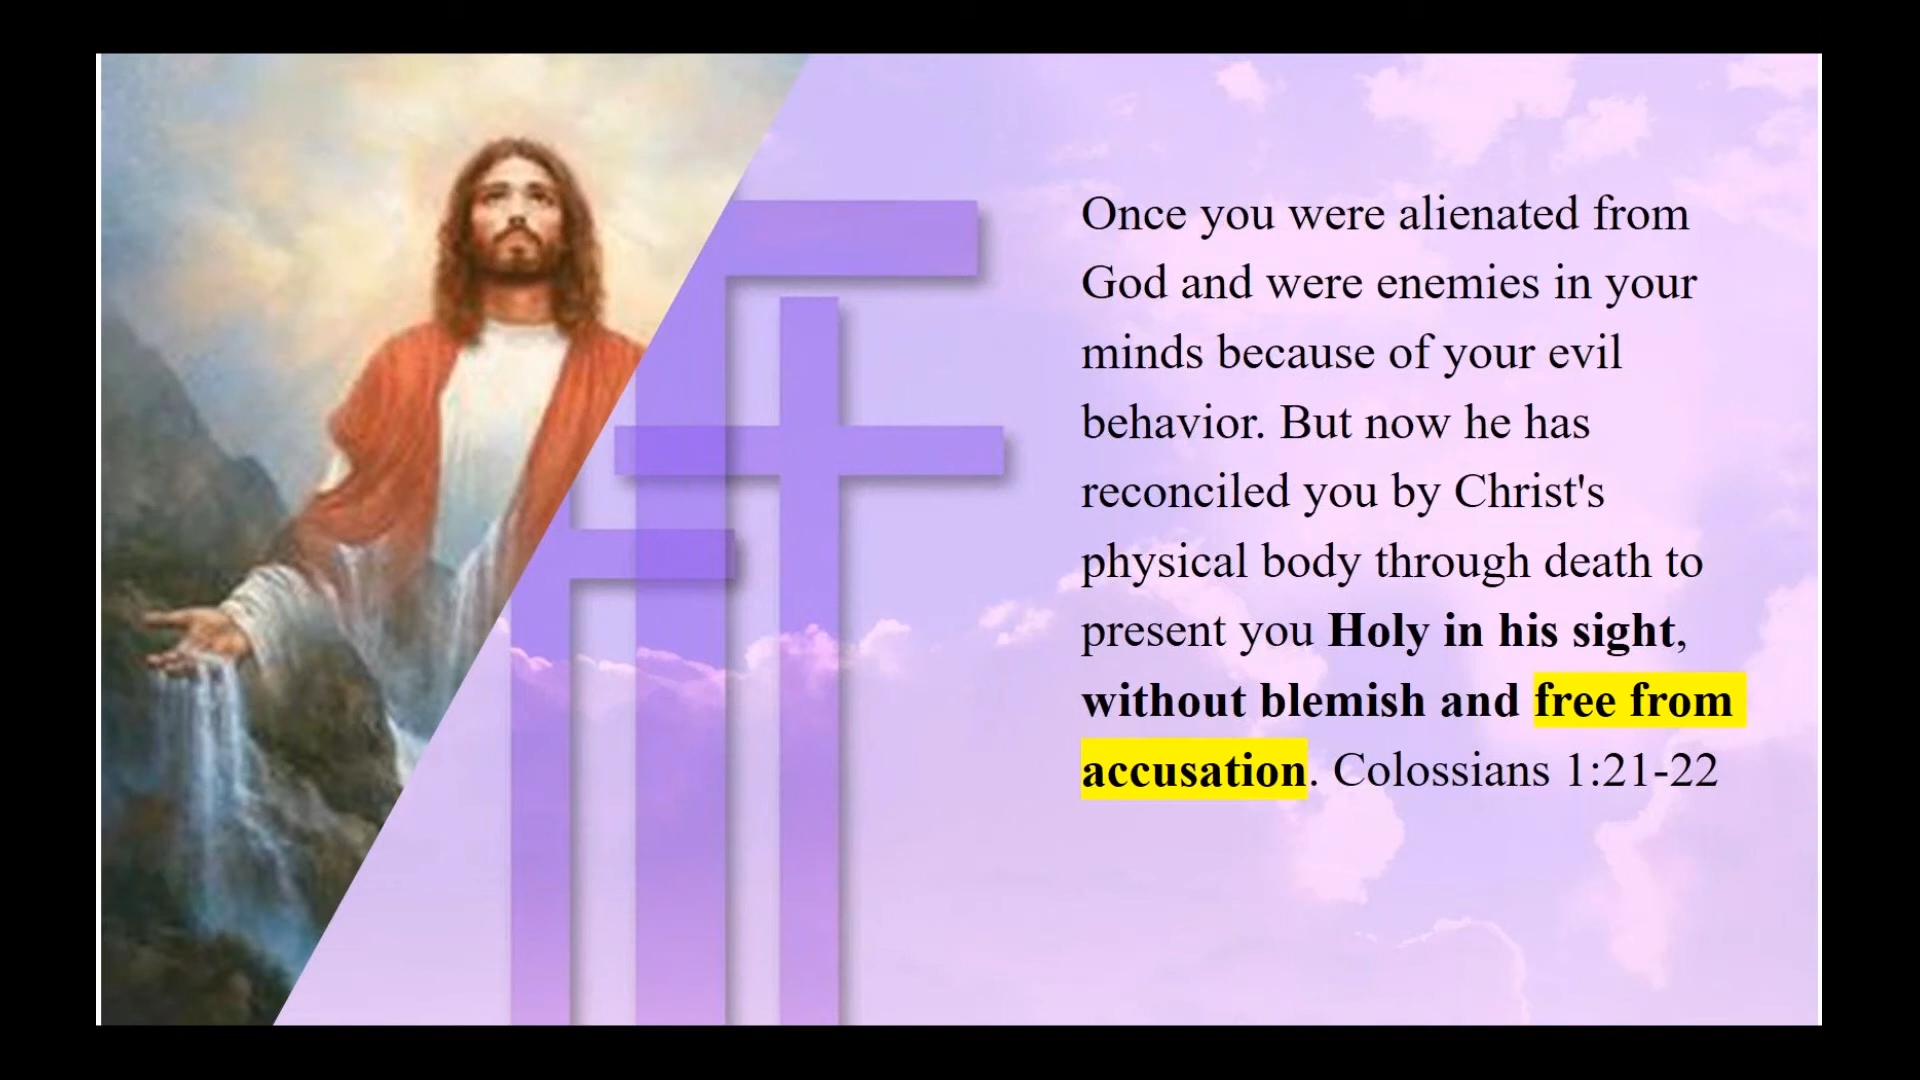 Once you were alienated from
God and were enemies in your
minds because of your evil
behavior. But now he has
reconciled you by Christ's
physical body through death to
present you Holy in his sight,
without blemish and free from
accusation. Colossians 1:21-22